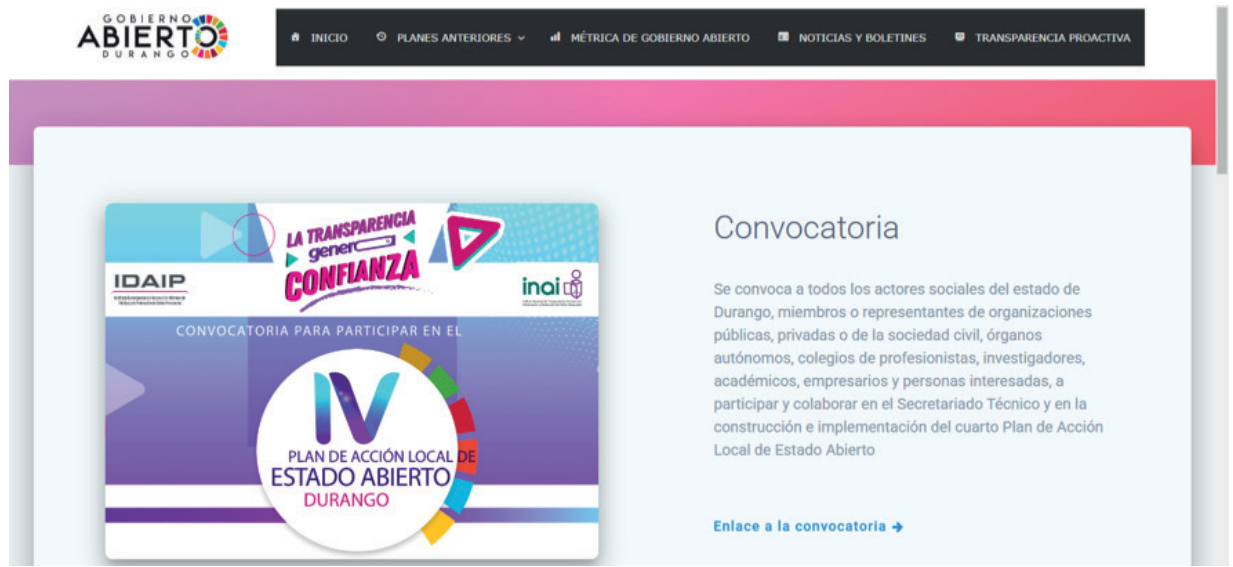 GOBIERNO
ABIERTO
DURANGO
INICIO
PLANES ANTERIORES
MÉTRICA DE GOBIERNO ABIERTO
NOTICIAS Y BOLETINES
TRANSPARENCIA PROACTIVA
LA TRANSPARENCIA
genera
CONFIANZA
IDAIP
inai
CONVOCATORIA PARA PARTICIPAR EN EL
IV
PLAN DE ACCIÓN LOCAL DE
ESTADO ABIERTO
DURANGO
Convocatoria
Se convoca a todos los actores sociales del estado de
Durango, miembros o representantes de organizaciones
públicas, privadas o de la sociedad civil, órganos
autónomos, colegios de profesionistas, investigadores,
académicos, empresarios y personas interesadas, a
participar y colaborar en el Secretariado Técnico y en la
construcción e implementación del cuarto Plan de Acción
Local de Estado Abierto
Enlace a la convocatoria